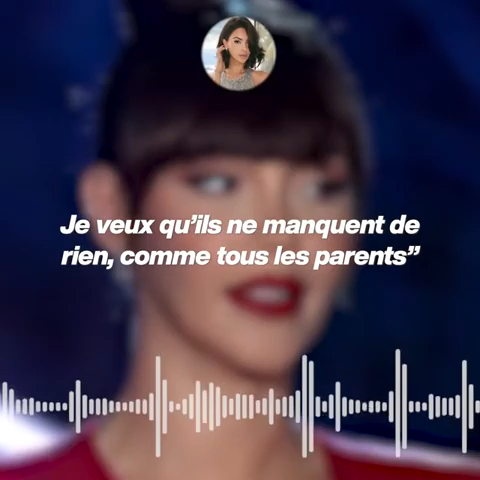 Je veux qu’ils ne manquent de
rien, comme tous les parents”